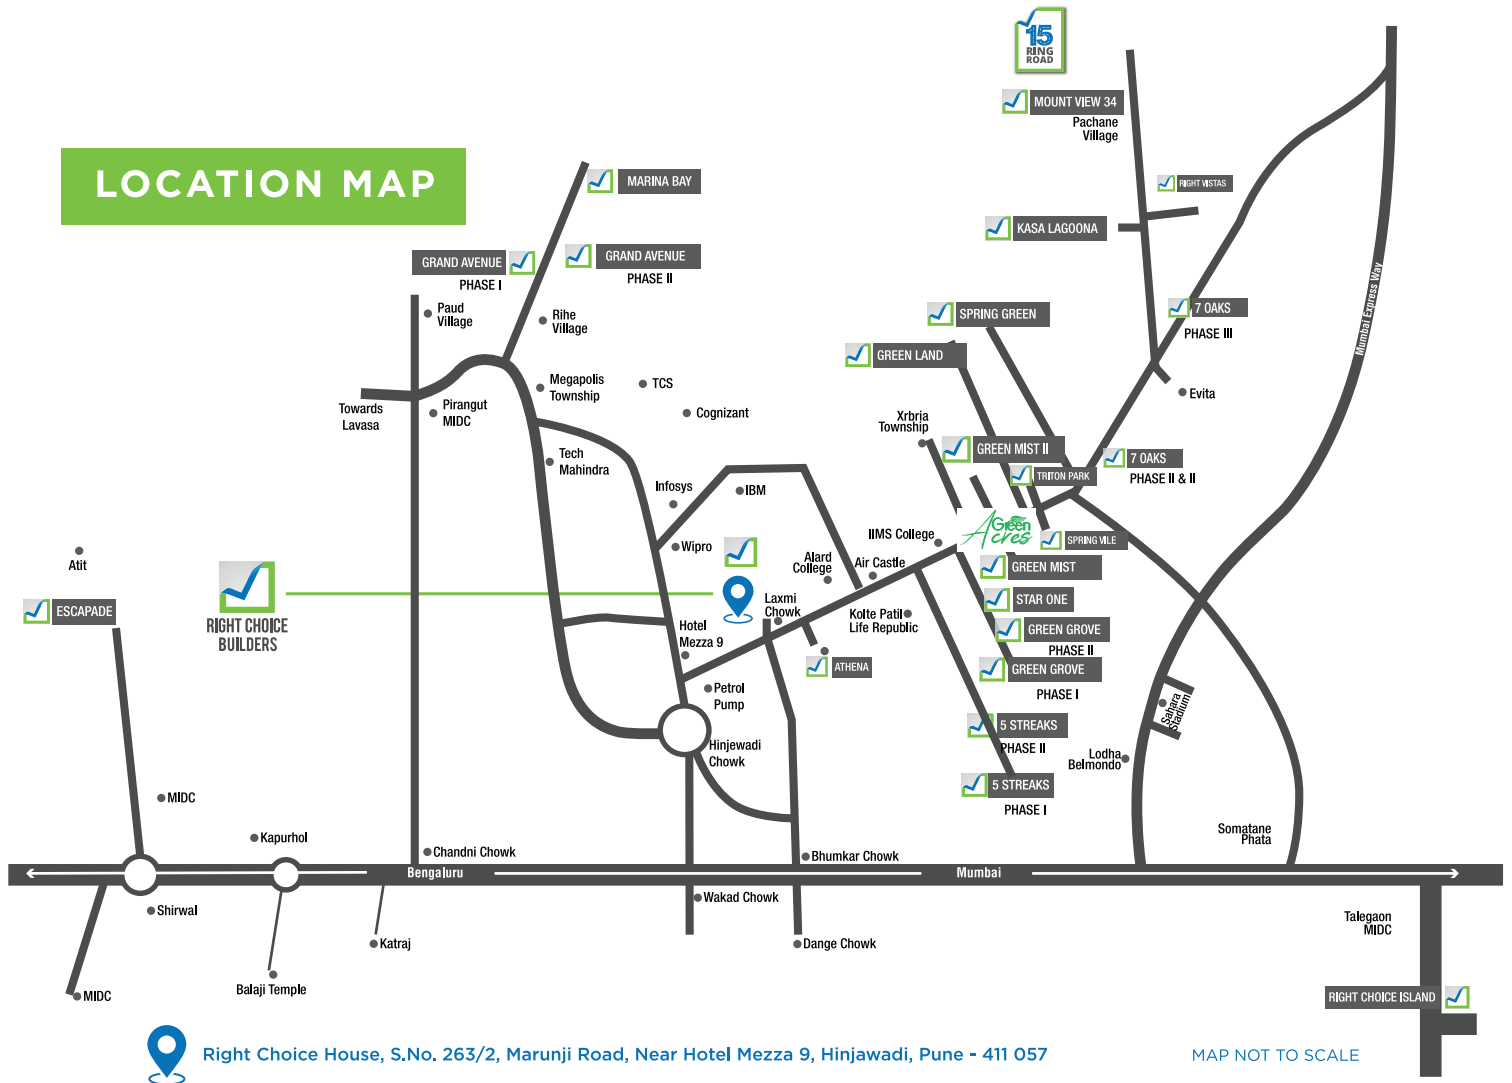 15
RING
ROAD
MOUNT VIEW 34
Pachane
Village
LOCATION MAP
MARINA BAY
RIGHT VISTAS
KASA LAGOONA
GRAND AVENUE
PHASE I
GRAND AVENUE
PHASE II
Mumbai Express Way
Paud
Village
Rihe
Village
SPRING GREEN
7 OAKS
PHASE III
GREEN LAND
Megapolis
Township
TCS
Evita
Towards
Lavasa
Pirangut
MIDC
Cognizant
Xrbria
Township
GREEN MIST II
Tech
Mahindra
7 OAKS
PHASE II & II
TRITON PARK
Infosys
IBM
Green
Acres
IIMS College
SPRING VILE
Wipro
Atit
Alard
College
Air Castle
GREEN MIST
ESCAPADE
RIGHT CHOICE
BUILDERS
Laxmi
Chowk
Kolte Patil
Life Republic
STAR ONE
Hotel
Mezza 9
GREEN GROVE
PHASE II
ATHENA
GREEN GROVE
PHASE I
Petrol
Pump
Sahara
Stadium
5 STREAKS
PHASE II
Hinjewadi
Chowk
Lodha
Belmondo
5 STREAKS
PHASE I
MIDC
Kapurhol
Somatane
Phata
Chandni Chowk
Bhumkar Chowk
Bengaluru
Mumbai
Shirwal
Wakad Chowk
Talegaon
MIDC
Katraj
Dange Chowk
MIDC
Balaji Temple
RIGHT CHOICE ISLAND
Right Choice House, S.No. 263/2, Marunji Road, Near Hotel Mezza 9, Hinjawadi, Pune - 411 057
MAP NOT TO SCALE